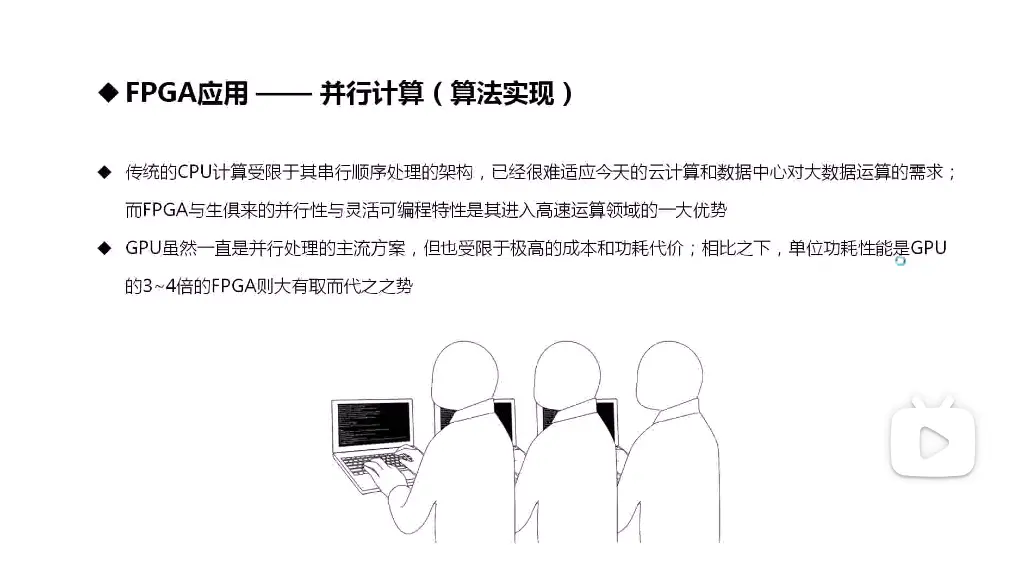 ◆ FPGA应用 —— 并行计算（算法实现）
◆ 传统的CPU计算受限于其串行顺序处理的架构，已经很难适应今天的云计算和数据中心对大数据运算的需求；
而FPGA与生俱来的并行性与灵活可编程特性是其进入高速运算领域的一大优势
◆ GPU虽然一直是并行处理的主流方案，但也受限于极高的成本和功耗代价；相比之下，单位功耗性能是GPU
的3~4倍的FPGA则大有取而代之之势